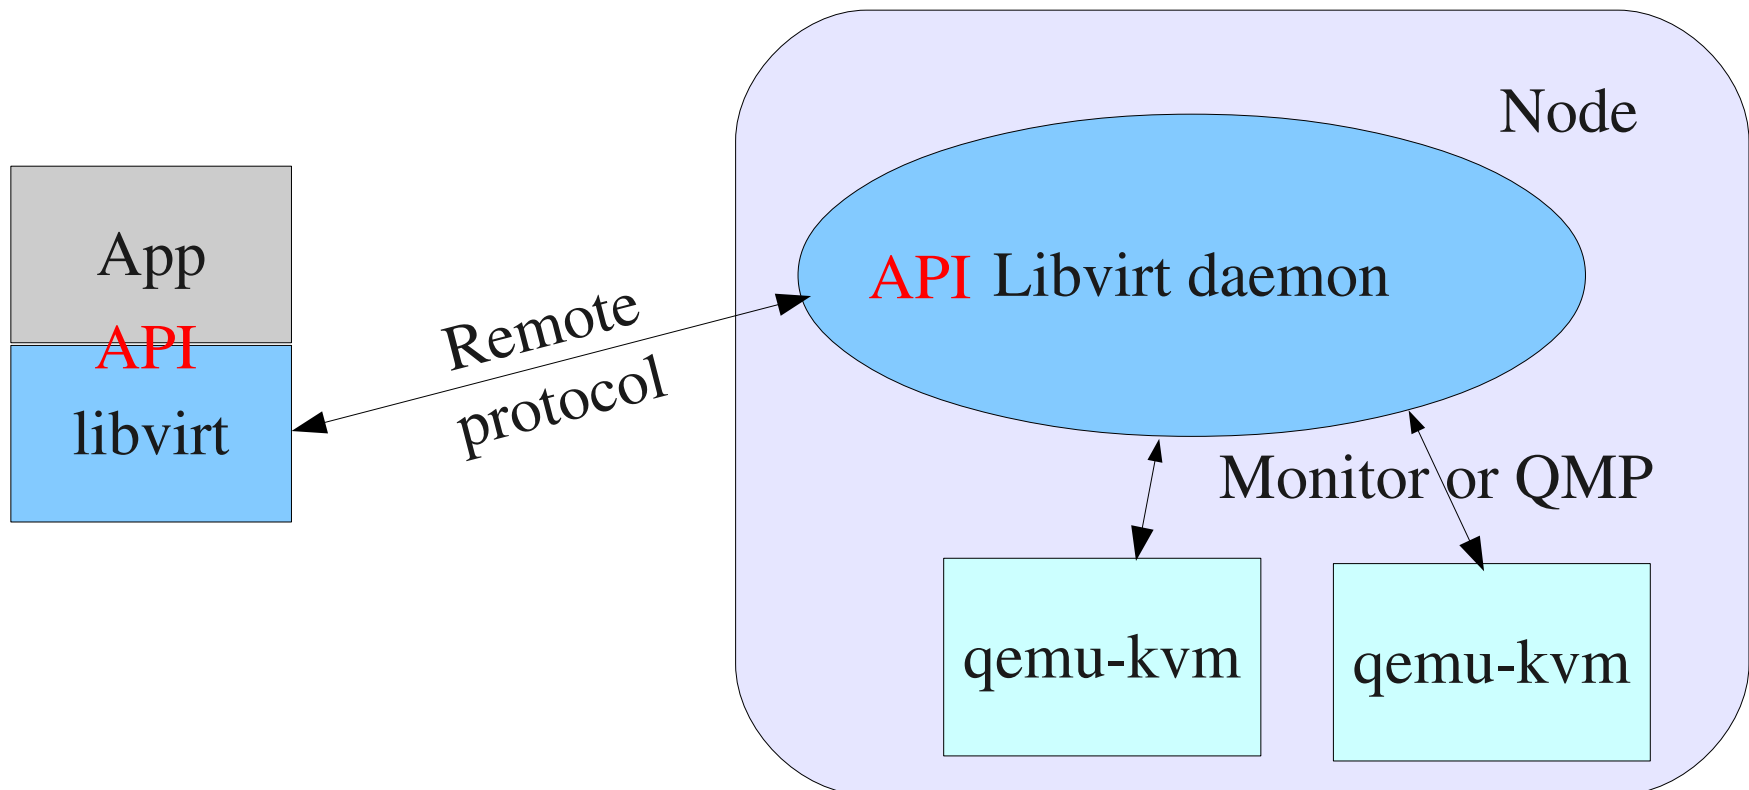 Node
App
API
libvirt
Remote
protocol
API Libvirt daemon
Monitor or QMP
qemu-kvm
qemu-kvm